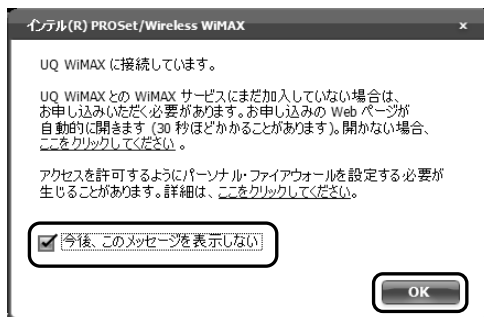 インテル(R) PROSet/Wireless WiMAX x
UQ WiMAX に接続しています。
UQ WiMAX との WiMAX サービスにまだ加入していない場合は、
お申し込みいただく必要があります。お申し込みの Web ページが
自動的に開きます (30 秒ほどかかることがあります)。開かない場合、
ここをクリックしてください 。
アクセスを許可するようにパーソナル・ファイアウォールを設定する必要が
生じることがあります。詳細は、ここをクリックしてください。
今後、このメッセージを表示しない
OK